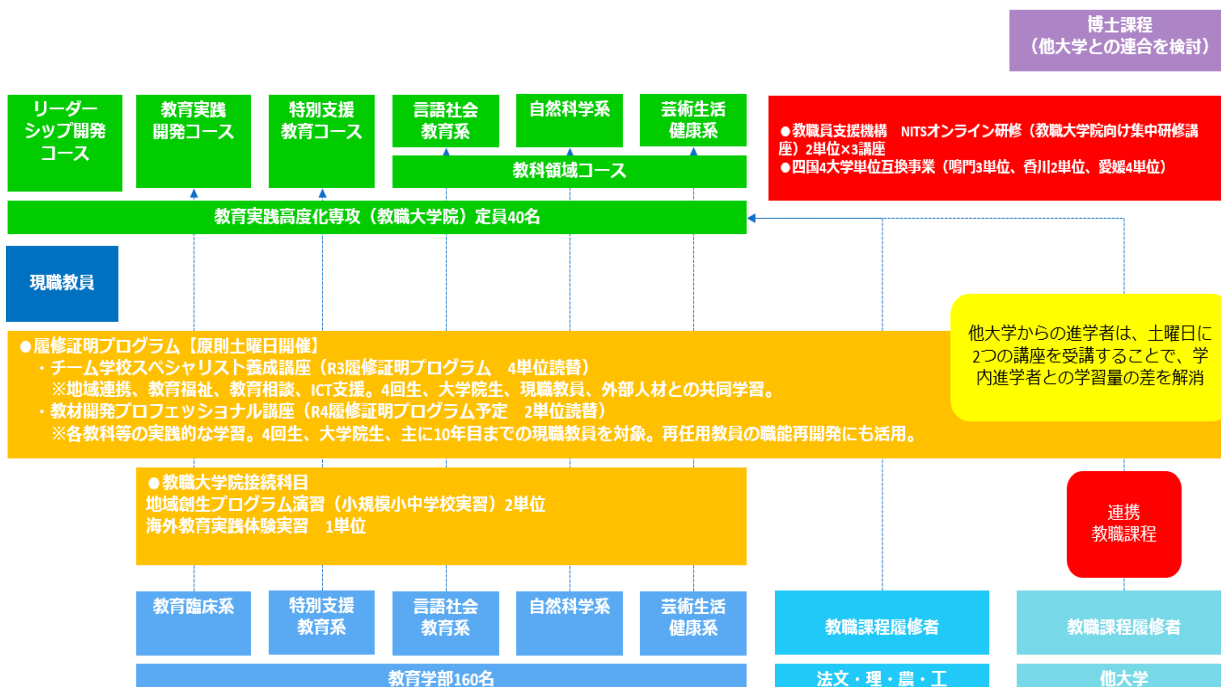 博士課程
（他大学との連合を検討）
リーダー
シップ開発
コース
教育実践
開発コース
特別支援
教育コース
言語社会
教育系
自然科学系
芸術生活
健康系
教科領域コース
●教職員支援機構　NITSオンライン研修（教職大学院向け集中研修講
座）2単位×3講座
●四国4大学単位互換事業（鳴門3単位、香川2単位、愛媛4単位）
教育実践高度化専攻（教職大学院）定員40名
現職教員
●履修証明プログラム【原則土曜日開催】
・チーム学校スペシャリスト養成講座（R3履修証明プログラム　4単位読替）
※地域連携、教育福祉、教育相談、ICT支援。4回生、大学院生、現職教員、外部人材との共同学習。
・教材開発プロフェッショナル講座（R4履修証明プログラム予定　2単位読替）
※各教科等の実践的な学習。4回生、大学院生、主に10年目までの現職教員を対象。再任用教員の職能再開発にも活用。
他大学からの進学者は、土曜日に
2つの講座を受講することで、学
内進学者との学習量の差を解消
●教職大学院接続科目
地域創生プログラム演習（小規模小中学校実習）2単位
海外教育実践体験実習　1単位
連携
教職課程
教育臨床系
特別支援
教育系
言語社会
教育系
自然科学系
芸術生活
健康系
教職課程履修者
教職課程履修者
教育学部160名
法文・理・農・工
他大学